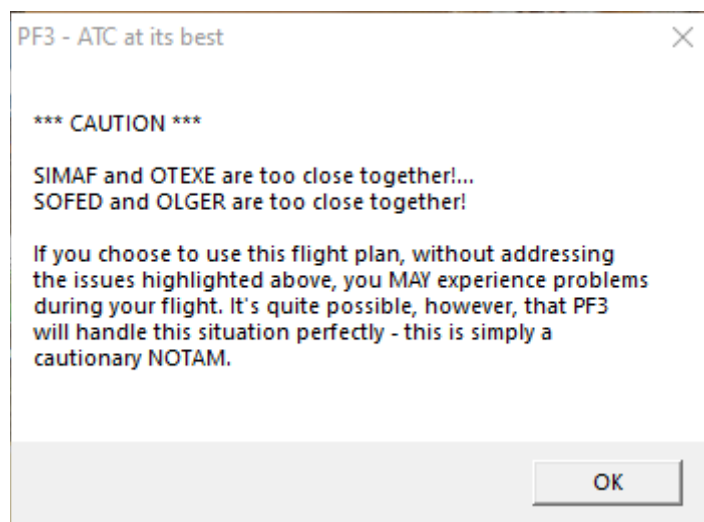 PF3 - ATC at its best
*** CAUTION ***
SIMAF and OTEXE are too close together!...
SOFED and OLGER are too close together!
If you choose to use this flight plan, without addressing
the issues highlighted above, you MAY experience problems
during your flight. It's quite possible, however, that PF3
will handle this situation perfectly - this is simply a
cautionary NOTAM.
OK